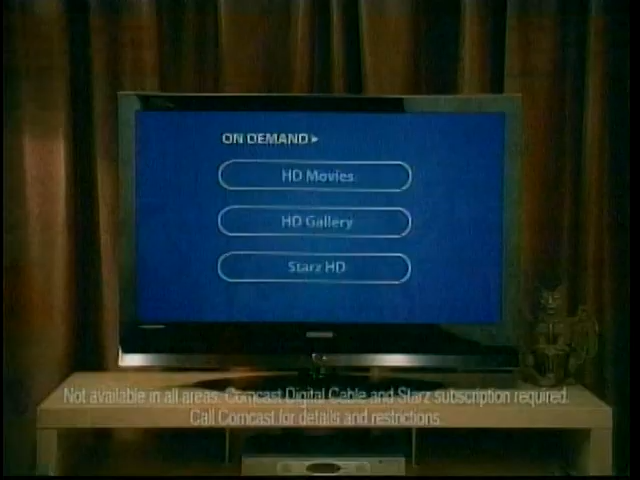 ON DEMAND
HD Movies
HD Gallery
Starz HD
Not available in all areas. Comcast Digital Cable and Starz subscription required.
Call Comcast for details and restrictions.